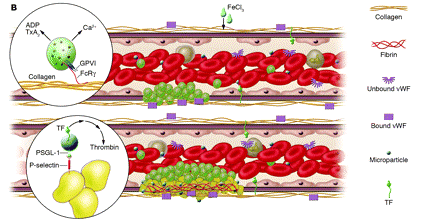 B
FeCl3
ADP
TxA2
Ca2+
GPVI
FcRγ
Collagen
TF
PSGL-1
P-selectin
Thrombin
Collagen
Fibrin
Unbound vWF
Bound vWF
Microparticle
TF